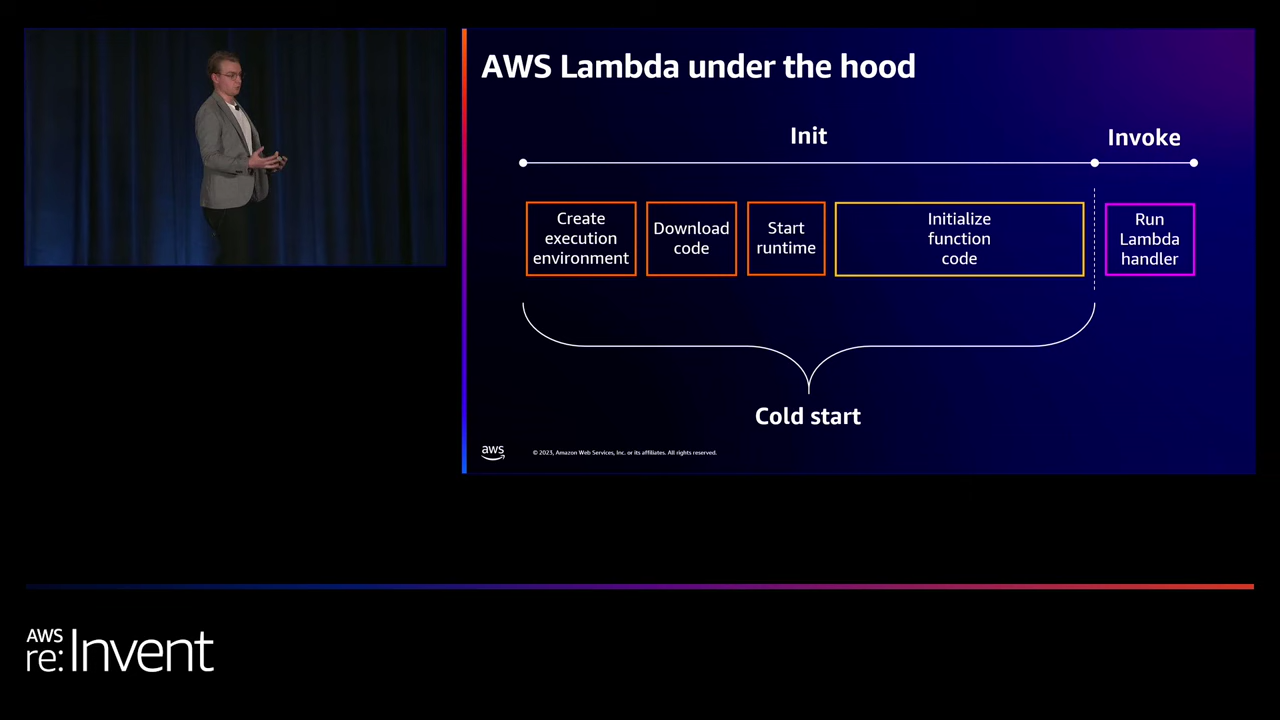 AWS Lambda under the hood
Init
Invoke
Create
execution
environment
Download
code
Start
runtime
Initialize
function
code
Run
Lambda
handler
Cold start
aws
© 2023, Amazon Web Services, Inc. or its affiliates. All rights reserved.
AWS
re:Invent